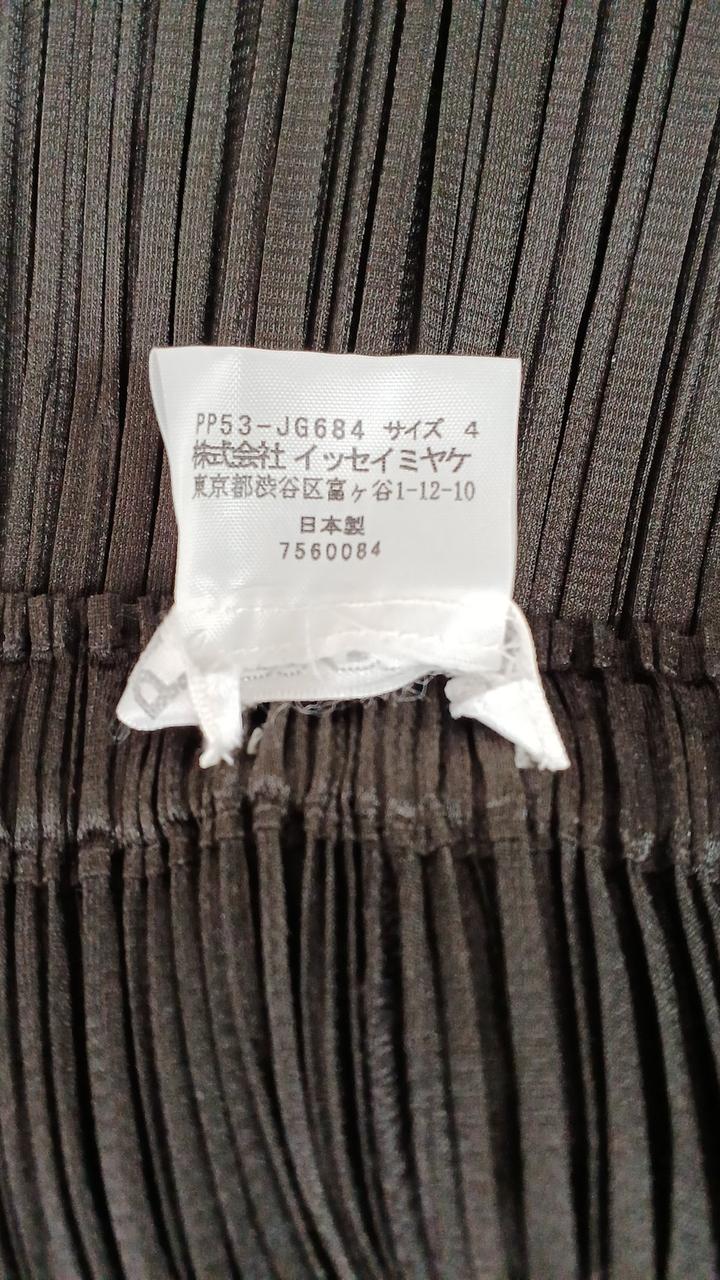 PP53-JG684 サイズ 4
株式会社 イッセイミヤケ
東京都渋谷区富ヶ谷1-12-10
日本製
7560084